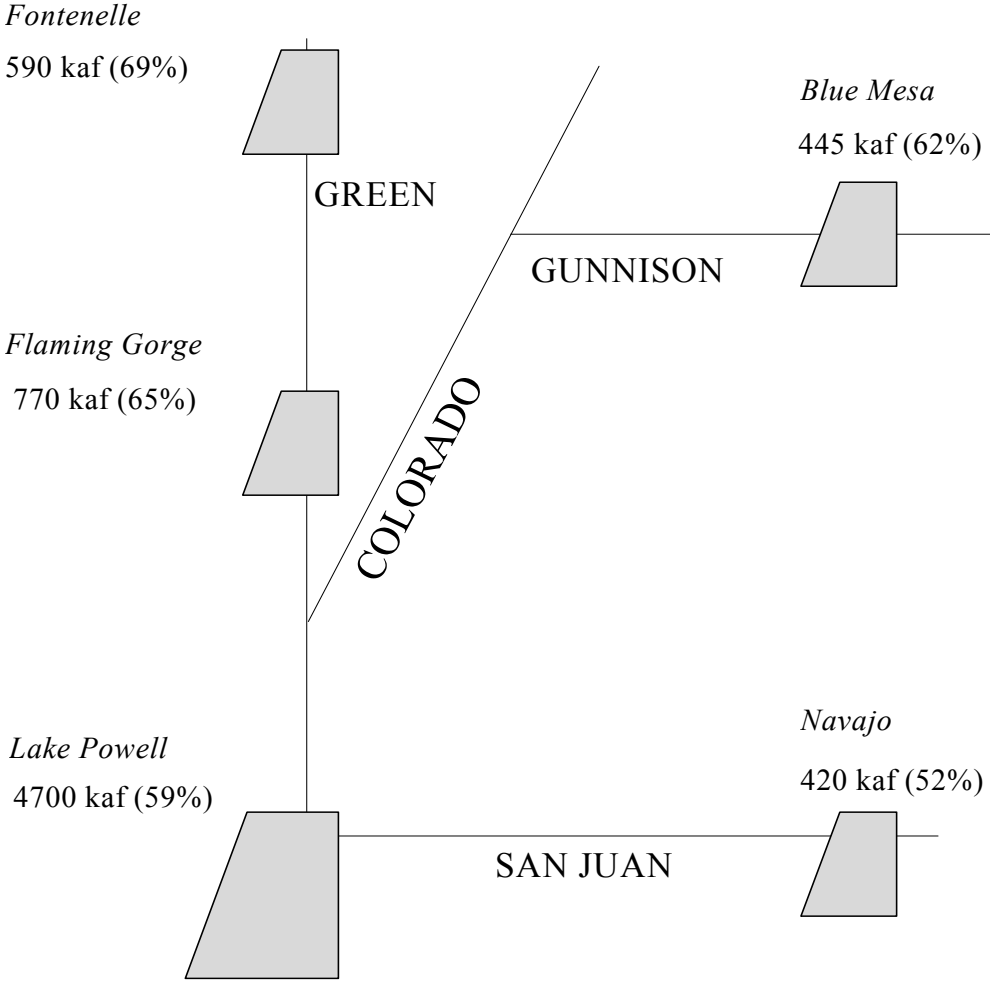 Fontenelle
590 kaf (69%)
Blue Mesa
445 kaf (62%)
GREEN
GUNNISON
Flaming Gorge
770 kaf (65%)
COLORADO
Lake Powell
4700 kaf (59%)
Navajo
420 kaf (52%)
SAN JUAN